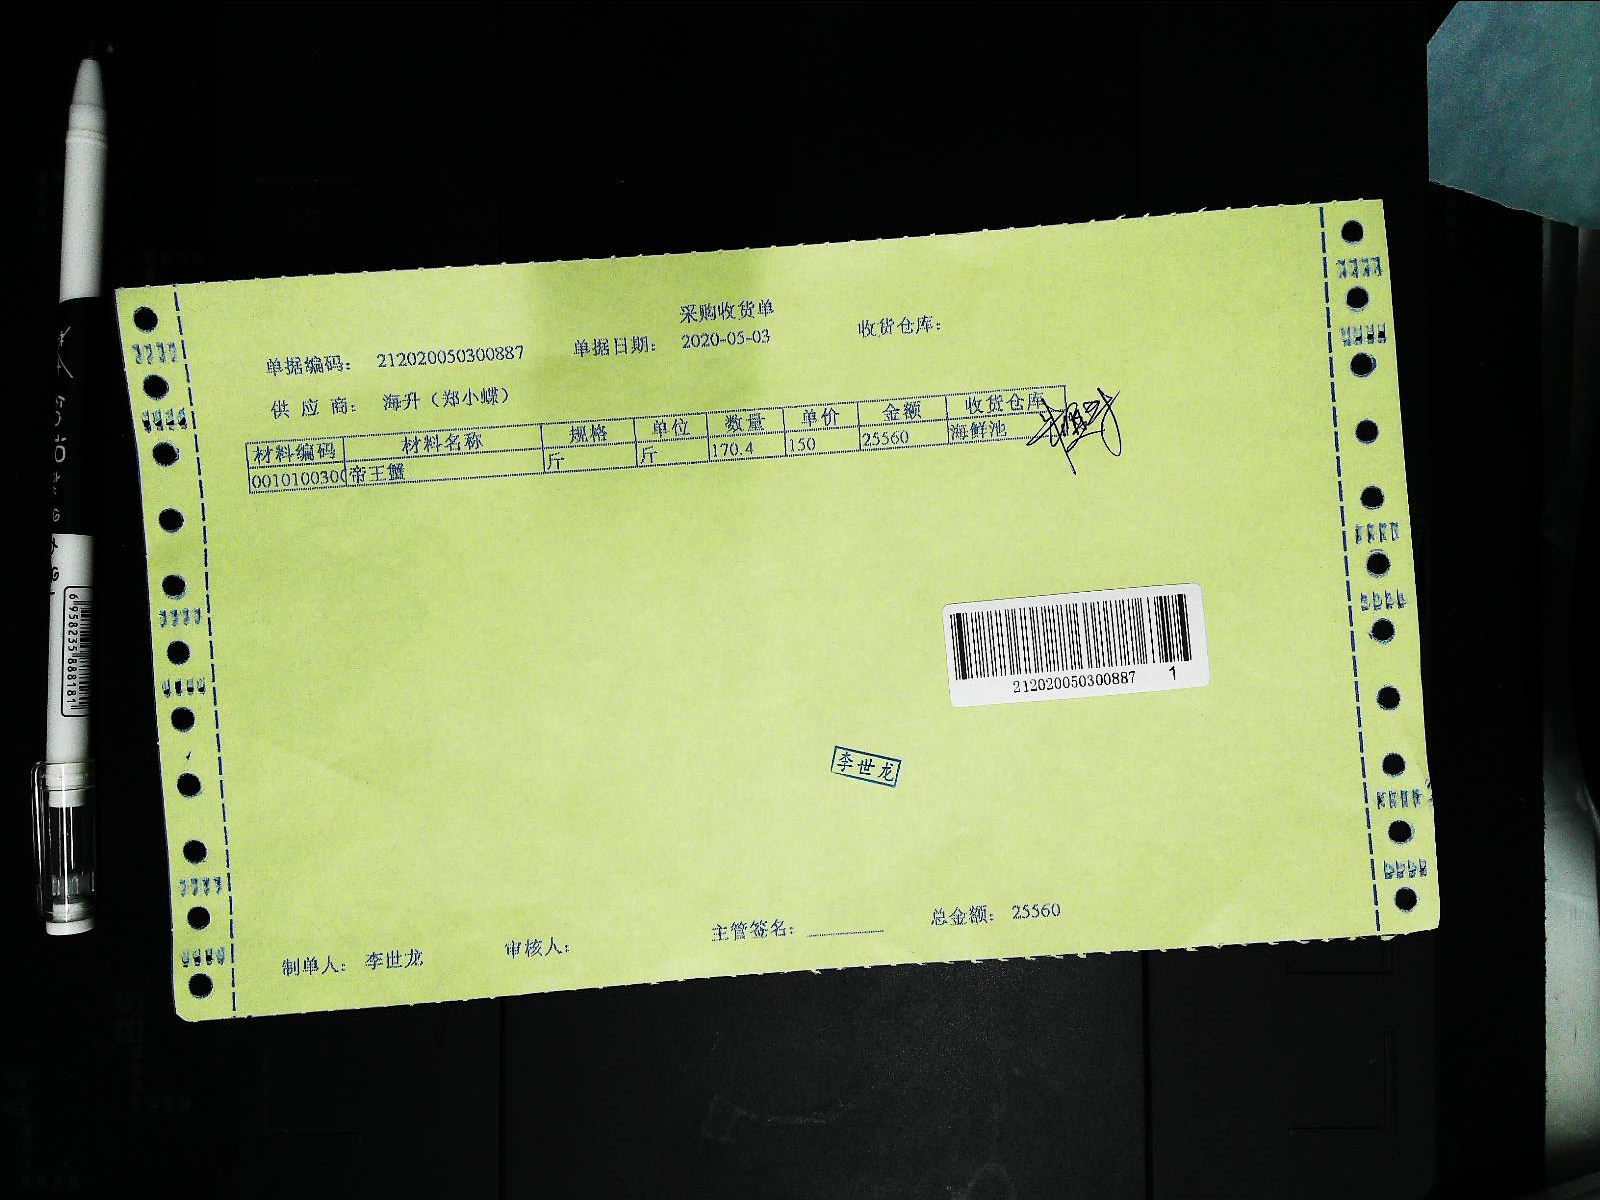 采购收货单
单据编码： 212020050300887 单据日期： 2020-05-03 收货仓库：
供 应 商： 海升（郑小蝶）
材料编码 材料名称 规格 单位 数量 单价 金额 收货仓库
0010100300 帝王蟹 斤 斤 170.4 150 25560 海鲜池
212020050300887 1
李世龙
制单人： 李世龙 审核人： 主管签名： 总金额： 25560
6958235888181